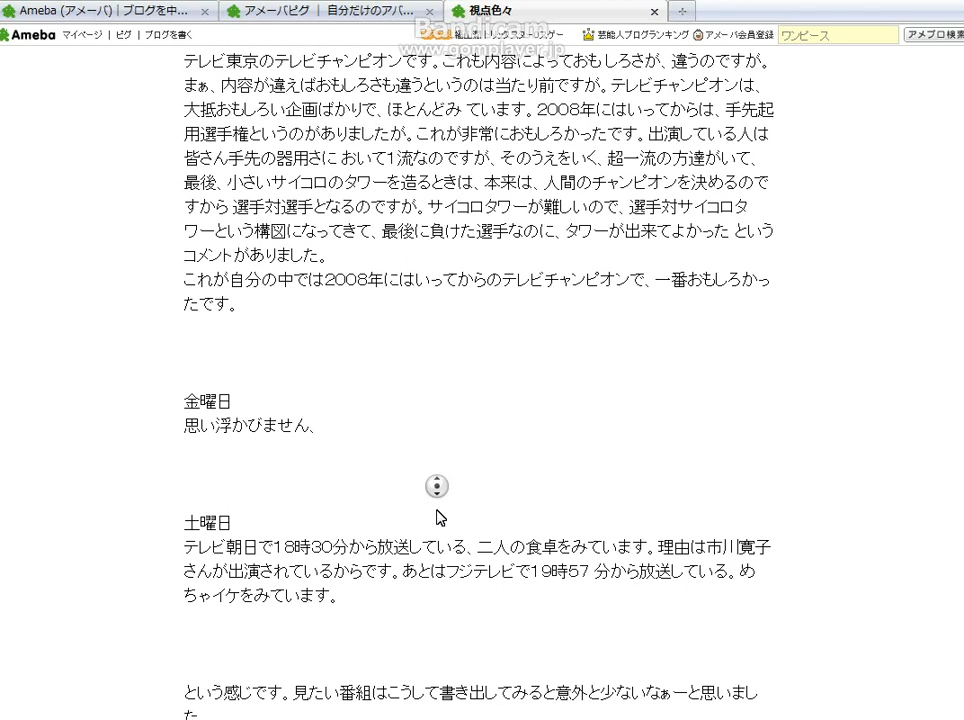 Ameba (アメーバ)｜ブログを中...
アメーバピグ ｜ 自分だけのアバ...
視点色々
Bandicam
www.gomplayer.jp
Ameba マイページ | ピグ | ブログを書く
芸能人ブログランキング アメーバ会員登録 ワンピース アメブロ検索
テレビ東京のテレビチャンピオンです。これも内容によっておもしろさが、違うのですが。
まぁ、内容が違えばおもしろさも違うというのは当たり前ですが。テレビチャンピオンは、
大抵おもしろい企画ばかりで、ほとんどみ ています。2008年にはいってからは、手先起
用選手権というのがありましたが。これが非常におもしろかったです。出演している人は
皆さん手先の器用さに おいて1流なのですが、そのうえをいく、超一流の方達がいて、
最後、小さいサイコロのタワーを造るときは、本来は、人間のチャンピオンを決めるので
すから 選手対選手となるのですが。サイコロタワーが難しいので、選手対サイコロタ
ワーという構図になってきて、最後に負けた選手なのに、タワーが出来てよかった という
コメントがありました。
これが自分の中では2008年にはいってからのテレビチャンピオンで、一番おもしろかっ
たです。
金曜日
思い浮かびません、
土曜日
テレビ朝日で18時30分から放送している、二人の食卓をみています。理由は市川寛子
さんが出演されているからです。あとはフジテレビで19時57 分から放送している。め
ちゃイケをみています。
という感じです。見たい番組はこうして書き出してみると意外と少ないなぁーと思いまし
た